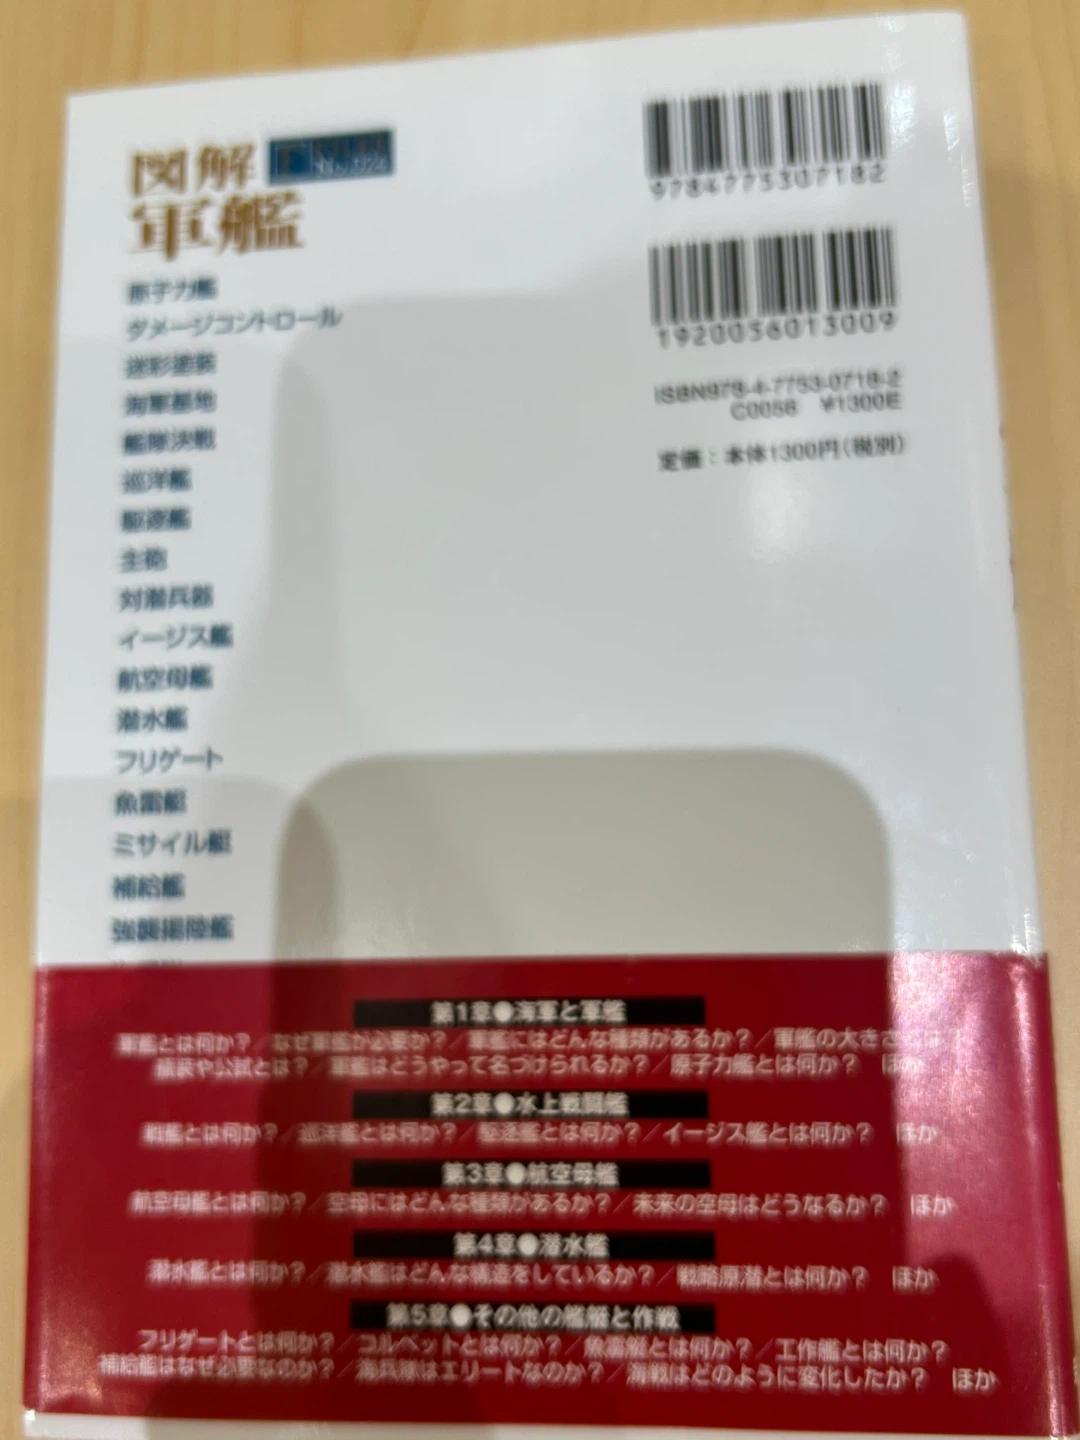 図解
軍艦
原子力艦
ダメージコントロール
迷彩塗装
海軍基地
艦隊決戦
巡洋艦
駆逐艦
主砲
対潜兵器
イージス艦
航空母艦
潜水艦
フリゲート
魚雷艇
ミサイル艇
補給艦
強襲揚陸艦
9784775307182
1920056013009
ISBN978-4-7753-0718-2
C0056 ¥1300E
定価：本体1300円（税別）
第1章●海軍と軍艦
軍艦とは何か？／なぜ軍艦が必要か？／軍艦にはどんな種類があるか？／軍艦の大きさとは？
艤装や公試とは？／軍艦はどうやって名づけられるか？／原子力艦とは何か？ ほか
第2章●水上戦闘艦
戦艦とは何か？／巡洋艦とは何か？／駆逐艦とは何か？／イージス艦とは何か？ ほか
第3章●航空母艦
航空母艦とは何か？／空母にはどんな種類があるか？／未来の空母はどうなるか？ ほか
第4章●潜水艦
潜水艦とは何か？／潜水艦はどんな構造をしているか？／戦略原潜とは何か？ ほか
第5章●その他の艦艇と作戦
フリゲートとは何か？／コルベットとは何か？／魚雷艇とは何か？／工作艦とは何か？
補給艦はなぜ必要なのか？／海兵隊はエリートなのか？／海戦はどのように変化したか？ ほか